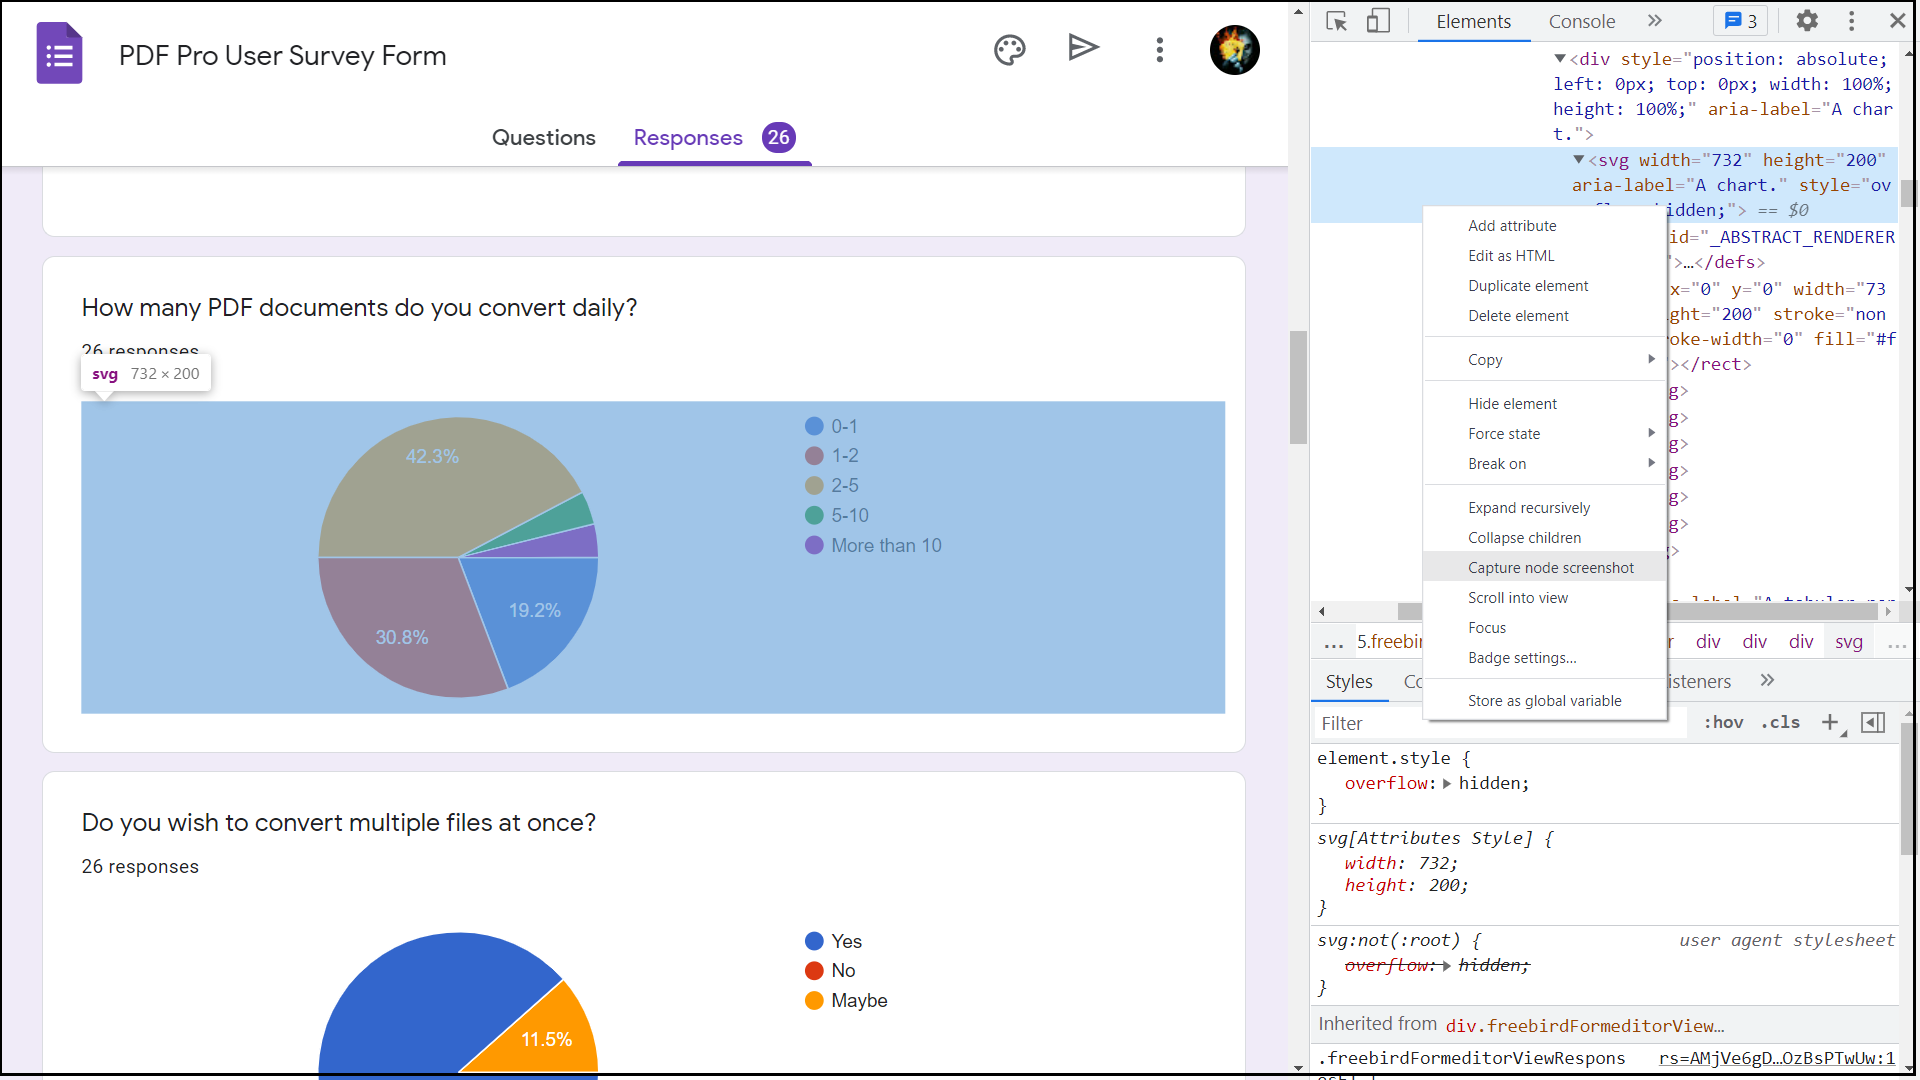 PDF Pro User Survey Form
Questions
Responses 26
How many PDF documents do you convert daily?
26 responses
svg 732 × 200
42.3%
30.8%
19.2%
0-1
1-2
2-5
5-10
More than 10
Do you wish to convert multiple files at once?
26 responses
11.5%
Yes
No
Maybe
Elements
Console
3
<div style="position: absolute;
left: 0px; top: 0px; width: 100%;
height: 100%;" aria-label="A char
t.">
<svg width="732" height="200"
aria-label="A chart." style="ov
idden;"> == $0
id="_ABSTRACT_RENDERER
">…</defs>
x="0" y="0" width="73
ght="200" stroke="non
oke-width="0" fill="#f
"></rect>
g>
g>
g>
g>
g>
g>
>
Add attribute
Edit as HTML
Duplicate element
Delete element
Copy
Hide element
Force state
Break on
Expand recursively
Collapse children
Capture node screenshot
Scroll into view
Focus
Badge settings...
Store as global variable
... 5.freebir r div div div svg ...
Styles Co isteners
Filter
:hov .cls
element.style {
overflow: hidden;
}
svg[Attributes Style] {
width: 732;
height: 200;
}
svg:not(:root) { user agent stylesheet
overflow: hidden;
}
Inherited from div.freebirdFormeditorView…
.freebirdFormeditorViewRespons rs=AMjVe6gD…OzBsPTwUw:1